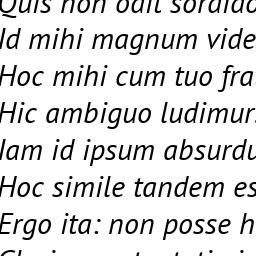 Quis non odit sordido
Id mihi magnum vide
Hoc mihi cum tuo fra
Hic ambiguo ludimur.
Iam id ipsum absurdu
Hoc simile tandem es
Ergo ita: non posse h